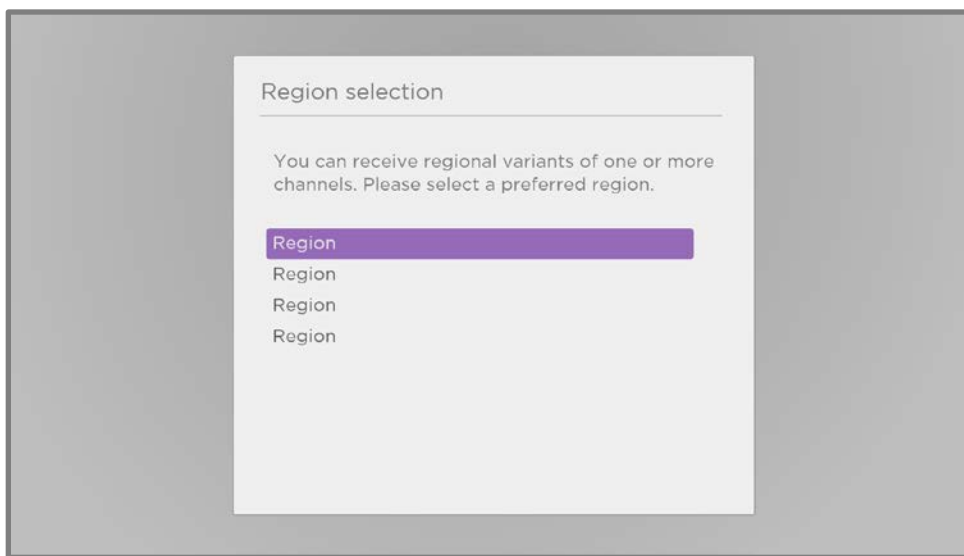 Region selection
You can receive regional variants of one or more
channels. Please select a preferred region.
Region
Region
Region
Region